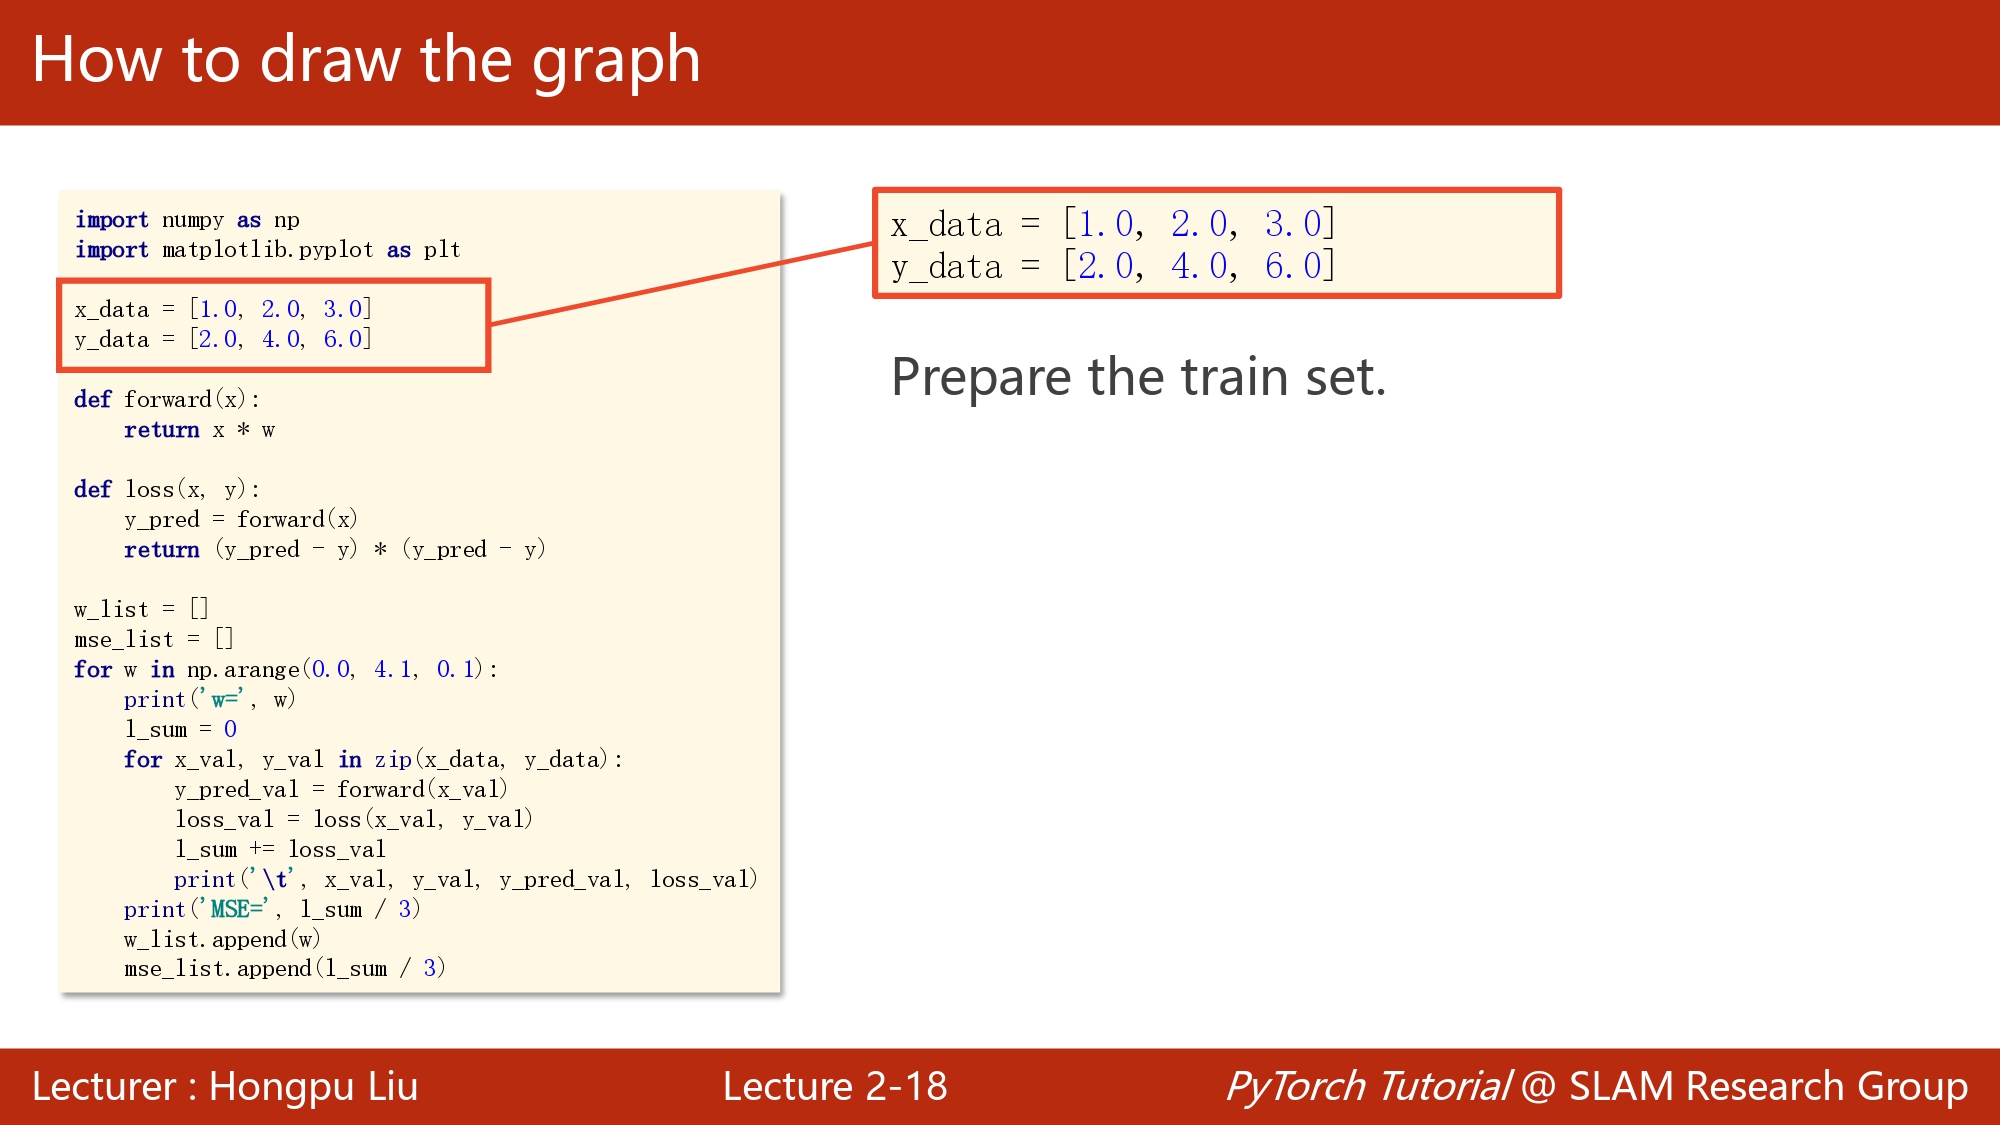 How to draw the graph
import numpy as np
import matplotlib.pyplot as plt
x_data = [1.0, 2.0, 3.0]
y_data = [2.0, 4.0, 6.0]
def forward(x):
    return x * w
def loss(x, y):
    y_pred = forward(x)
    return (y_pred - y) * (y_pred - y)
w_list = []
mse_list = []
for w in np.arange(0.0, 4.1, 0.1):
    print('w=', w)
    l_sum = 0
    for x_val, y_val in zip(x_data, y_data):
        y_pred_val = forward(x_val)
        loss_val = loss(x_val, y_val)
        l_sum += loss_val
        print('\t', x_val, y_val, y_pred_val, loss_val)
    print('MSE=', l_sum / 3)
    w_list.append(w)
    mse_list.append(l_sum / 3)
x_data = [1.0, 2.0, 3.0]
y_data = [2.0, 4.0, 6.0]
Prepare the train set.
Lecturer : Hongpu Liu
Lecture 2-18
PyTorch Tutorial @ SLAM Research Group